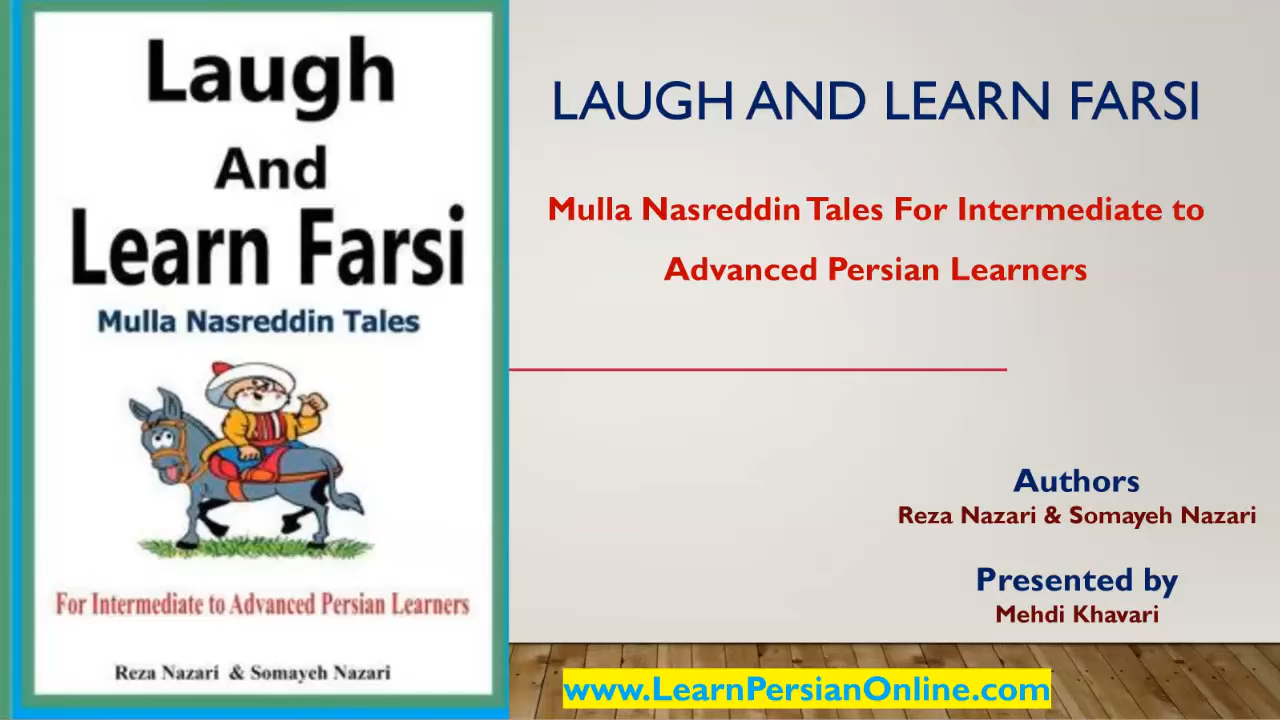 Laugh
And
Learn Farsi
Mulla Nasreddin Tales
For Intermediate to Advanced Persian Learners
Reza Nazari & Somayeh Nazari
LAUGH AND LEARN FARSI
Mulla Nasreddin Tales For Intermediate to
Advanced Persian Learners
Authors
Reza Nazari & Somayeh Nazari
Presented by
Mehdi Khavari
www.LearnPersianOnline.com